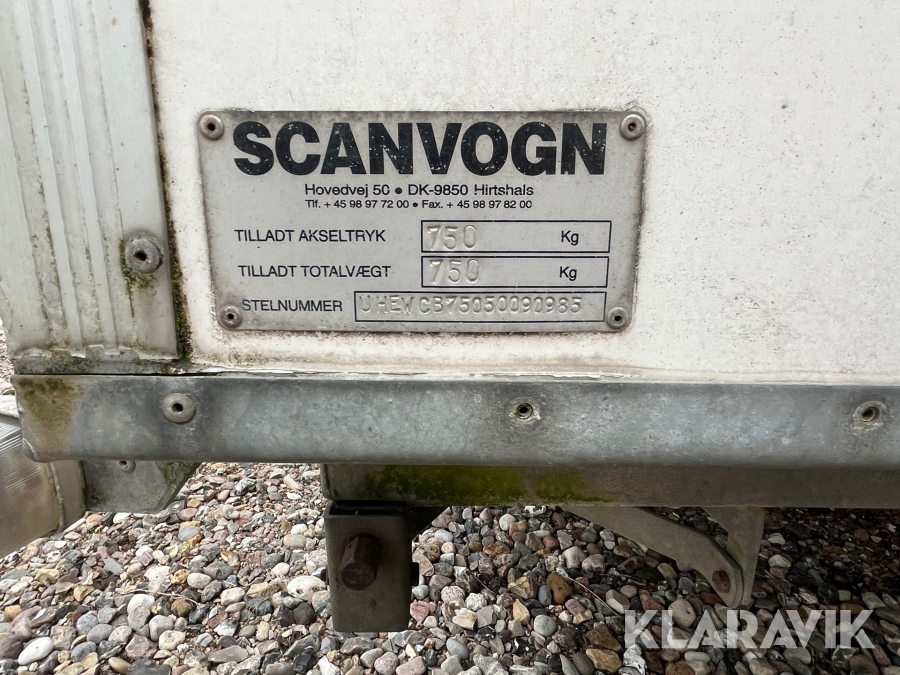 SCANVOGN
Hovedvej 50 • DK-9850 Hirtshals
Tlf. + 45 98 97 72 00 • Fax. + 45 98 97 82 00
TILLADT AKSELTRYK 750 Kg
TILLADT TOTALVÆGT 750 Kg
STELNUMMER UHEVCB75050090985
KLARAVIK